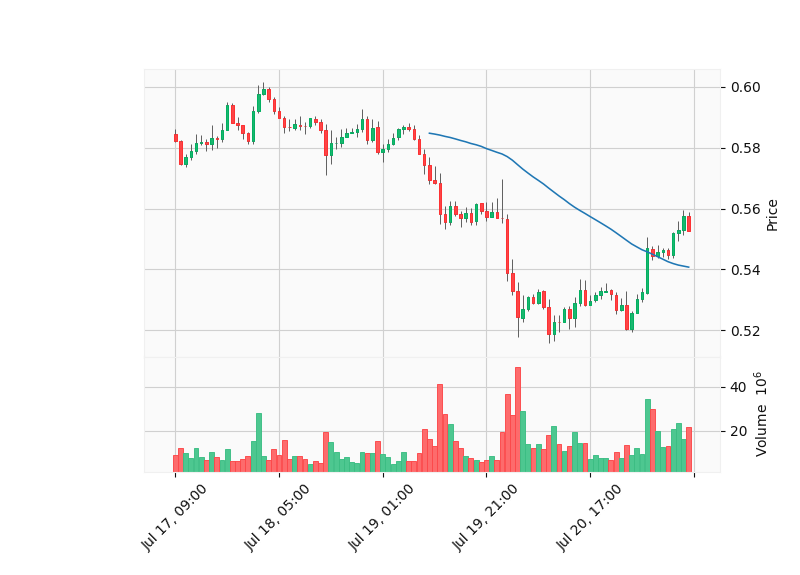 0.60
0.58
0.56
0.54
0.52
Price
40
20
Volume 10^6
Jul 17, 09:00
Jul 18, 05:00
Jul 19, 01:00
Jul 19, 21:00
Jul 20, 17:00